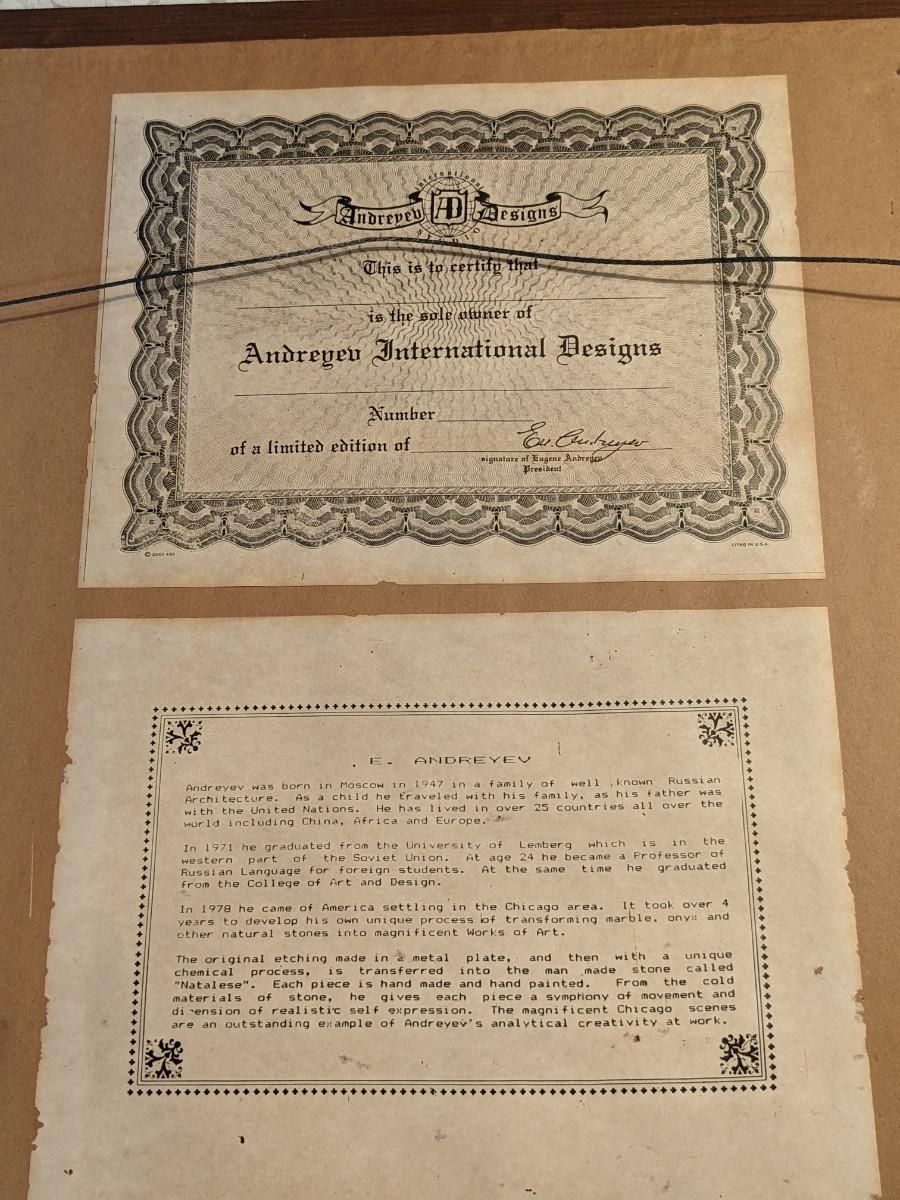 International
Andreyev AD Designs
STUDIO
This is to certify that
is the sole owner of
Andreyev International Designs
Number
of a limited edition of
Eu. Andreyev
signature of Eugene Andreyev
President
© GOES 400
LITHO IN U.S.A.
E. ANDREYEV
Andreyev was born in Moscow in 1947 in a family of well known Russian
Architecture. As a child he traveled with his family, as his father was
with the United Nations. He has lived in over 25 countries all over the
world including China, Africa and Europe.
In 1971 he graduated from the University of Lemberg which is in the
western part of the Soviet Union. At age 24 he became a Professor of
Russian Language for foreign students. At the same time he graduated
from the College of Art and Design.
In 1978 he came of America settling in the Chicago area. It took over 4
years to develop his own unique process of transforming marble, onyx and
other natural stones into magnificent Works of Art.
The original etching made in a metal plate, and then with a unique
chemical process, is transferred into the man made stone called
"Natalese". Each piece is hand made and hand painted. From the cold
materials of stone, he gives each piece a symphony of movement and
dimension of realistic self expression. The magnificent Chicago scenes
are an outstanding example of Andreyev's analytical creativity at work.